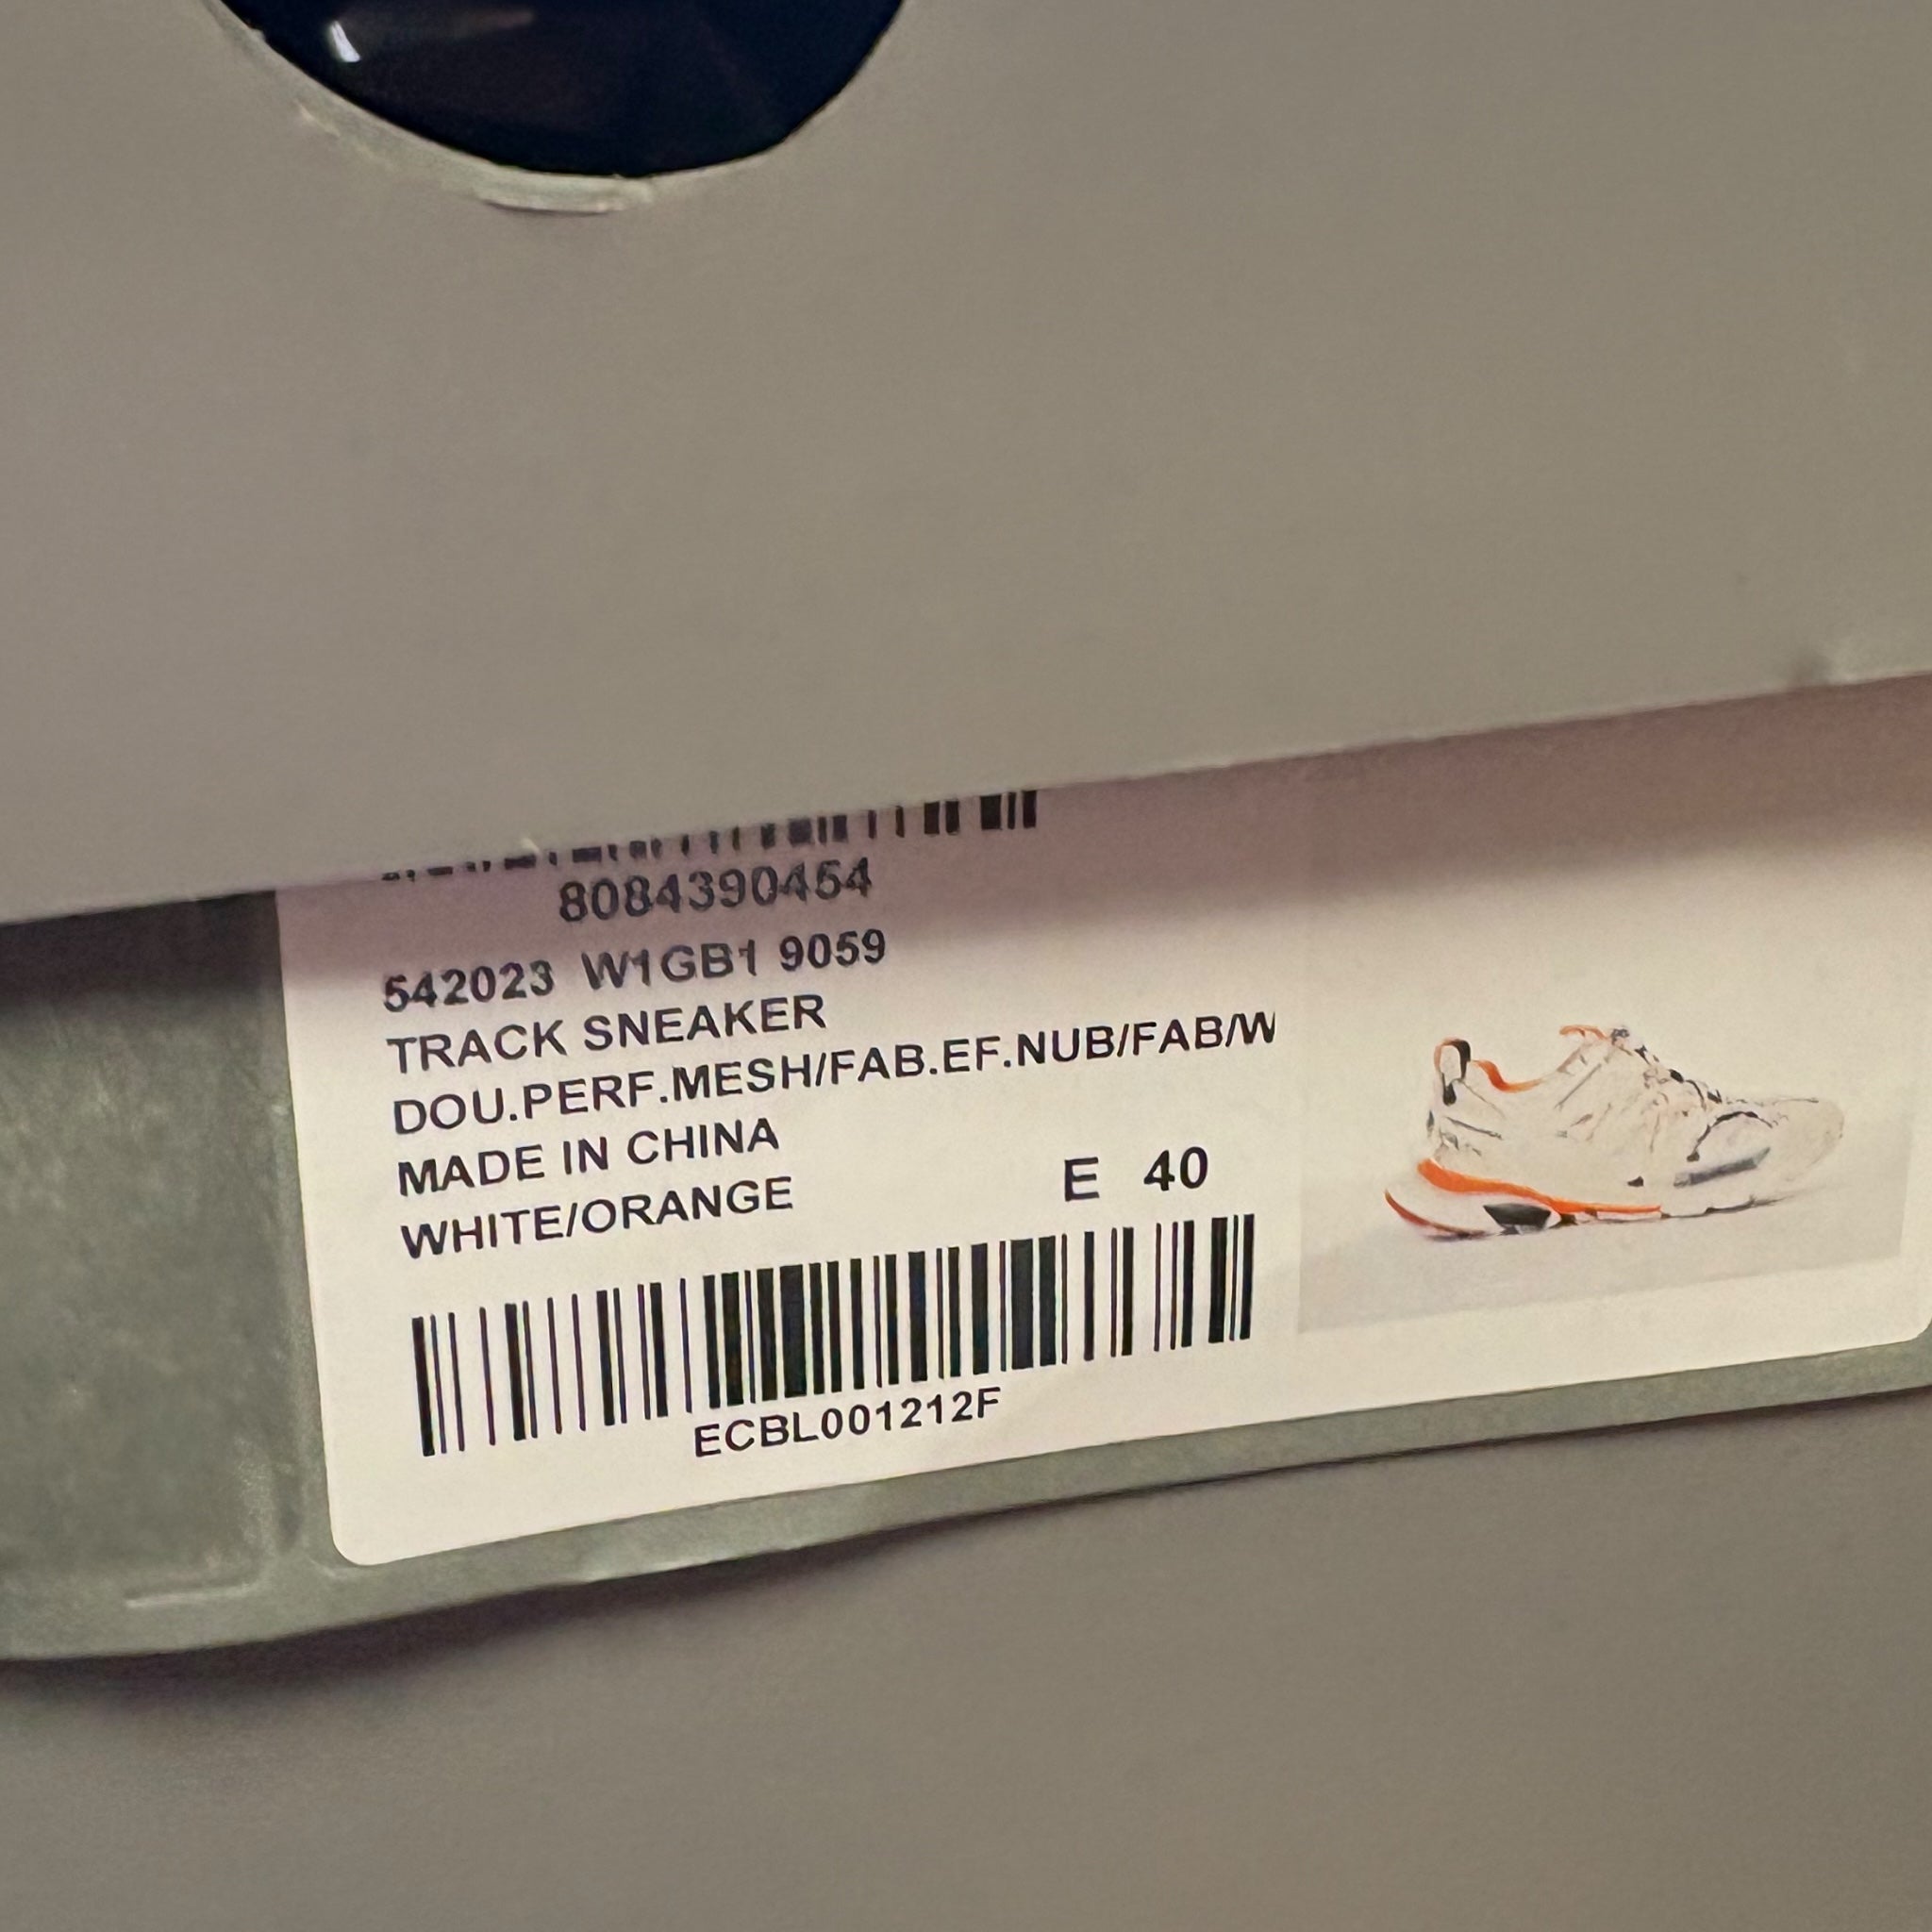 8084390454
542023 W1GB1 9059
TRACK SNEAKER
DOU.PERF.MESH/FAB.EF.NUB/FAB/W
MADE IN CHINA
WHITE/ORANGE E 40
ECBL001212F